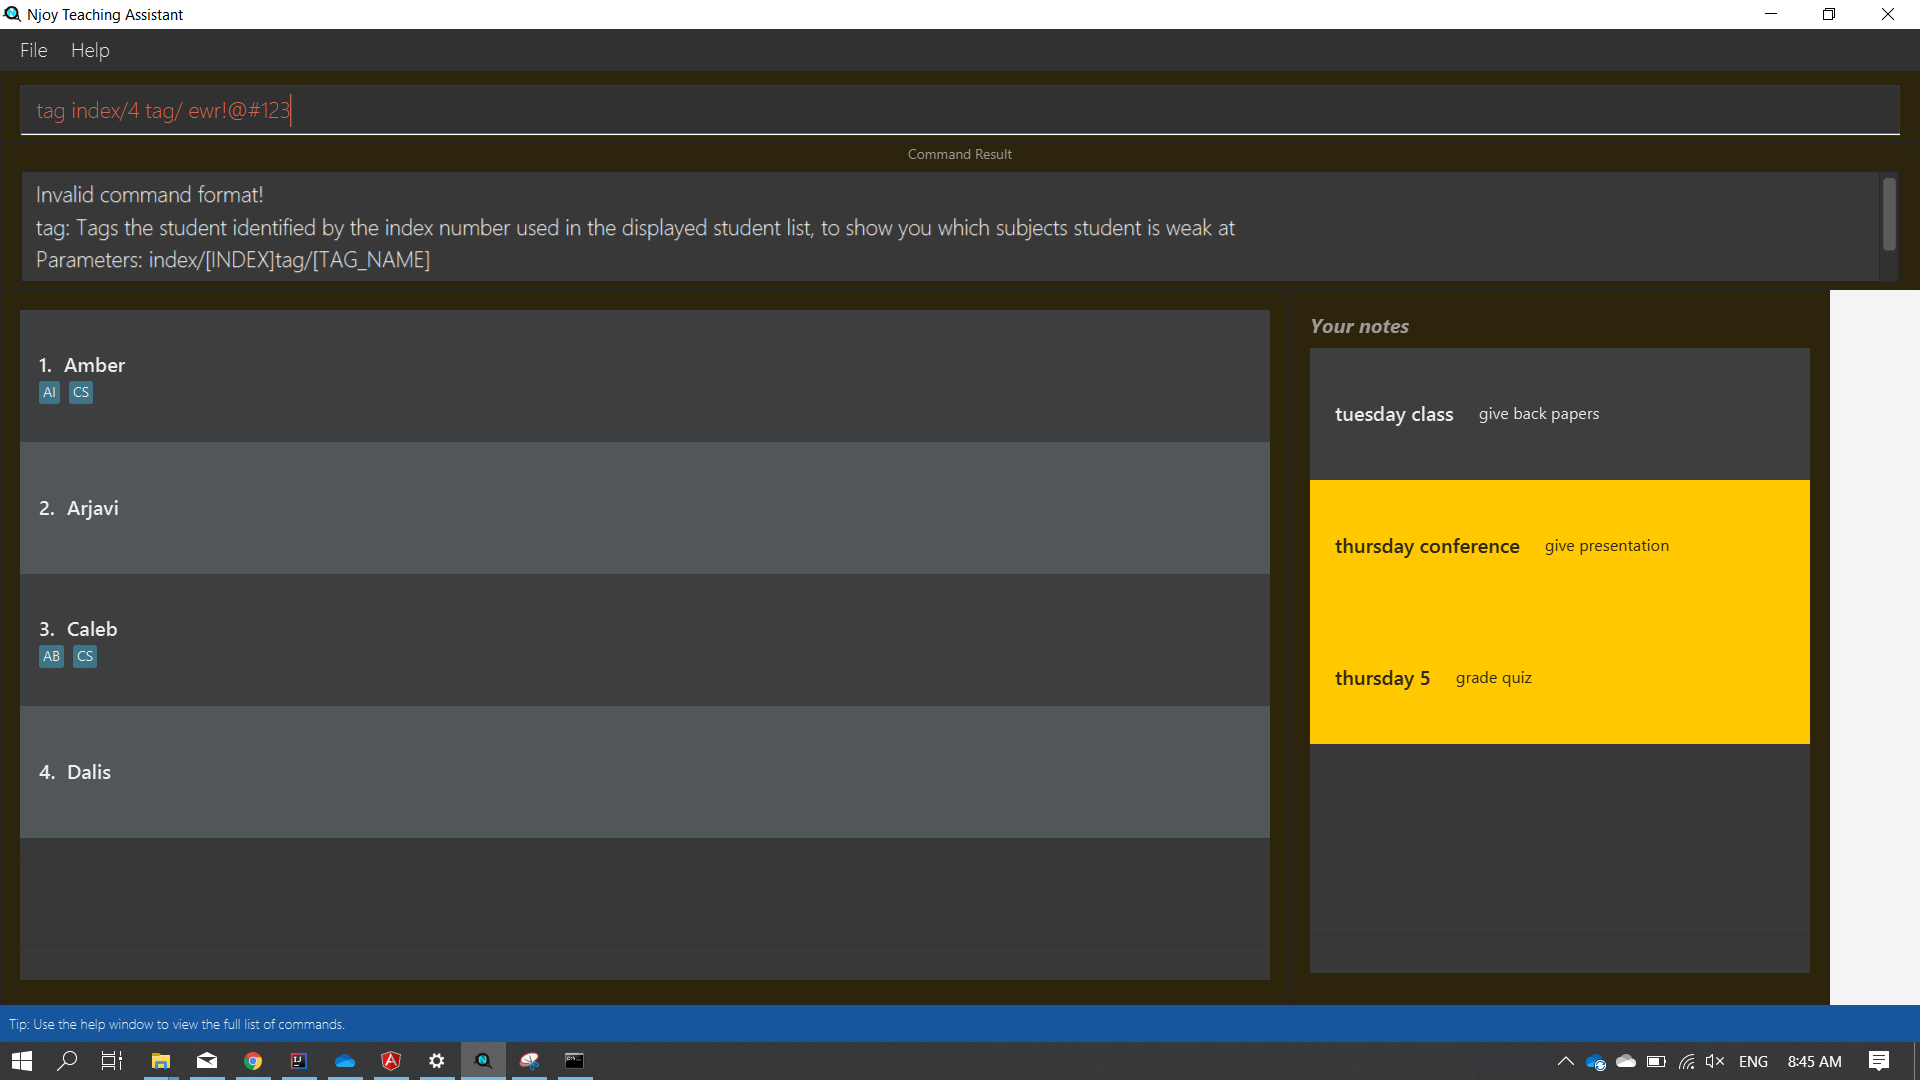 Njoy Teaching Assistant
File Help
tag index/4 tag/ ewr!@#123
Command Result
Invalid command format!
tag: Tags the student identified by the index number used in the displayed student list, to show you which subjects student is weak at
Parameters: index/[INDEX]tag/[TAG_NAME]
1. Amber
AI CS
2. Arjavi
3. Caleb
AB CS
4. Dalis
Your notes
tuesday class give back papers
thursday conference give presentation
thursday 5 grade quiz
Tip: Use the help window to view the full list of commands.
ENG 8:45 AM